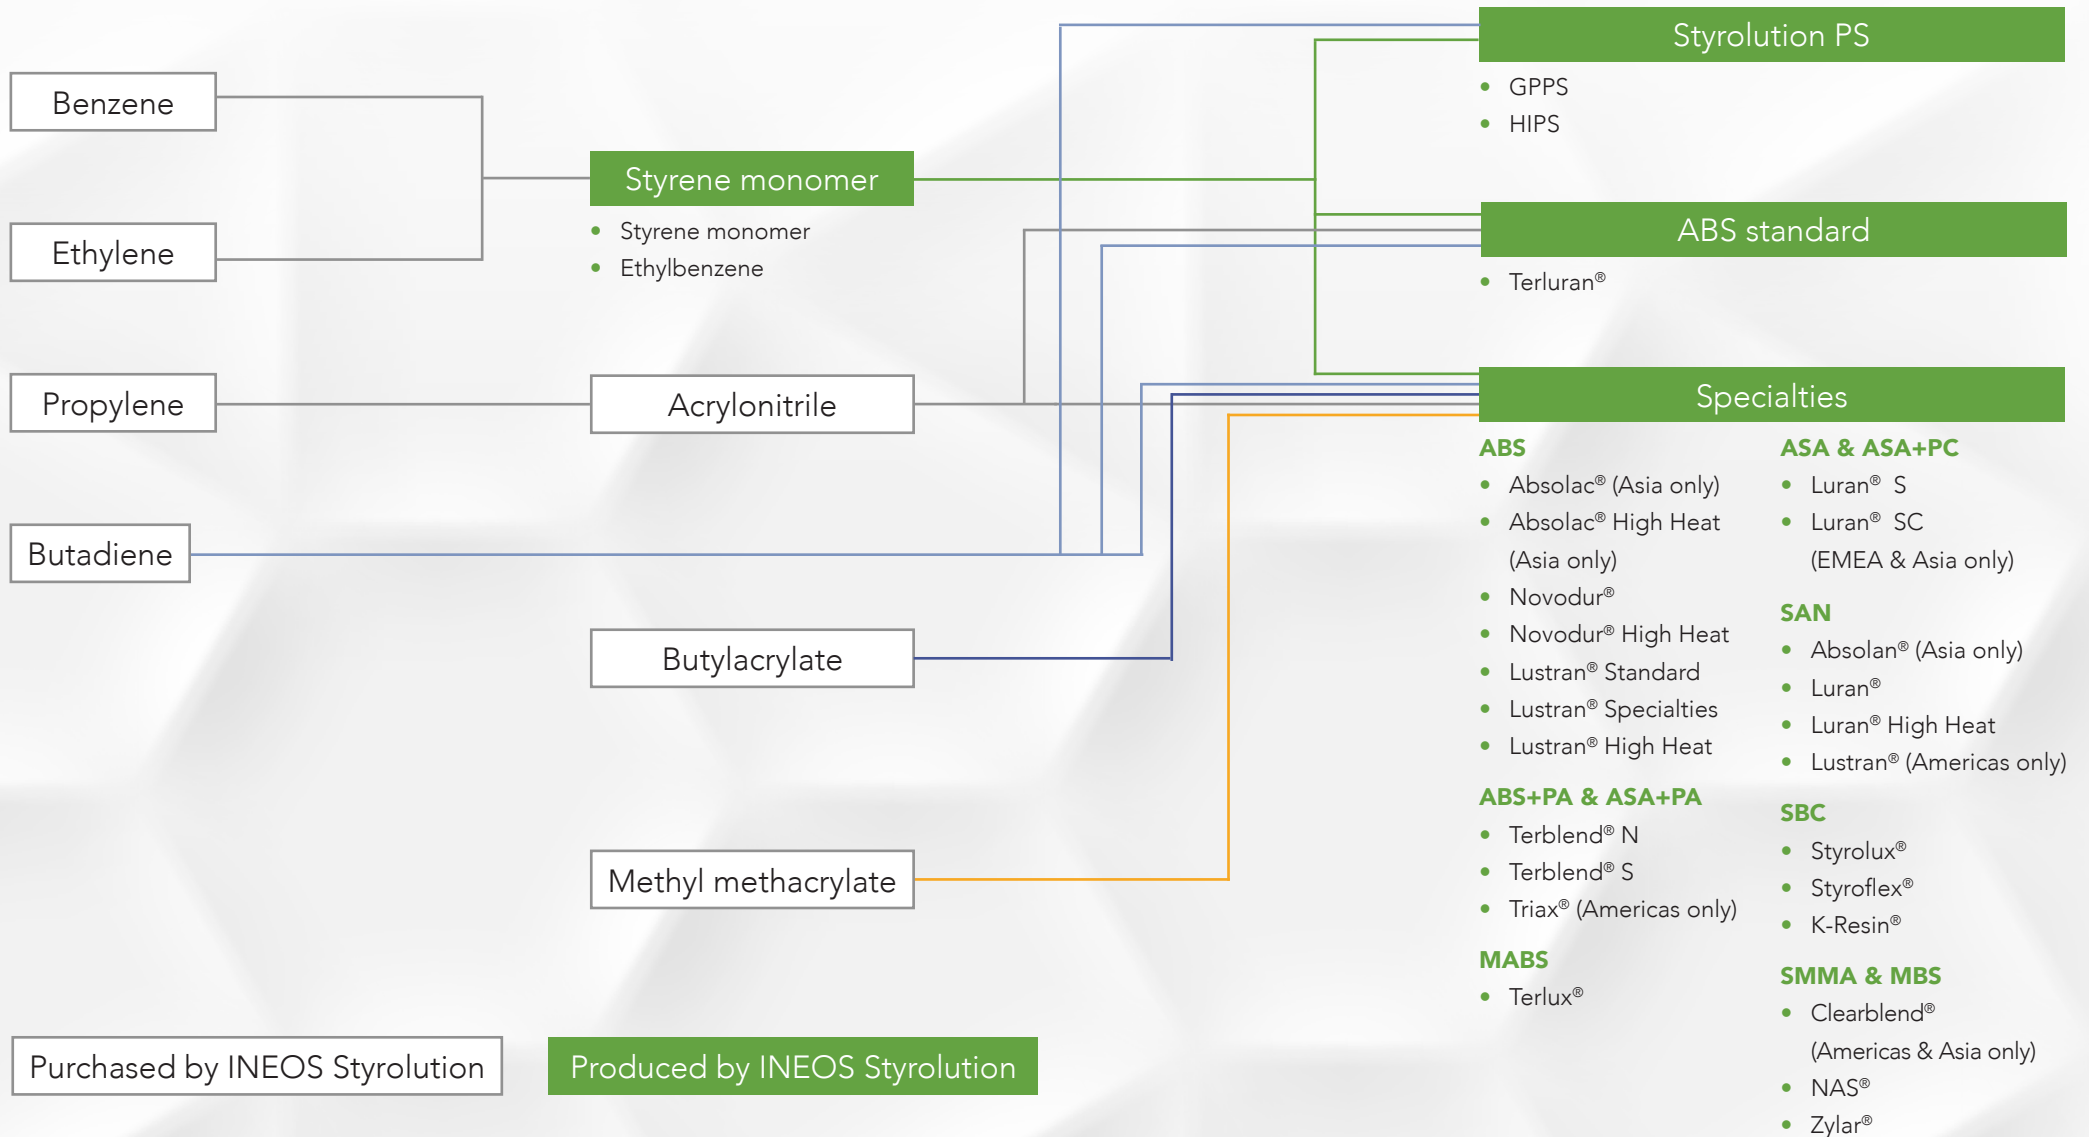 Benzene
Ethylene
Propylene
Butadiene
Styrene monomer
• Styrene monomer
• Ethylbenzene
Acrylonitrile
Butylacrylate
Methyl methacrylate
Styrolution PS
• GPPS
• HIPS
ABS standard
• Terluran®
Specialties
ABS
• Absolac® (Asia only)
• Absolac® High Heat
(Asia only)
• Novodur®
• Novodur® High Heat
• Lustran® Standard
• Lustran® Specialties
• Lustran® High Heat
ABS+PA & ASA+PA
• Terblend® N
• Terblend® S
• Triax® (Americas only)
MABS
• Terlux®
ASA & ASA+PC
• Luran® S
• Luran® SC
(EMEA & Asia only)
SAN
• Absolan® (Asia only)
• Luran®
• Luran® High Heat
• Lustran® (Americas only)
SBC
• Styrolux®
• Styroflex®
• K-Resin®
SMMA & MBS
• Clearblend®
(Americas & Asia only)
• NAS®
• Zylar®
Purchased by INEOS Styrolution
Produced by INEOS Styrolution